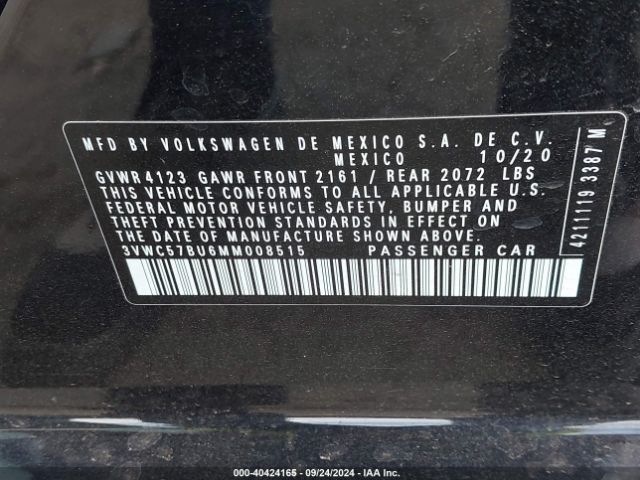 MFD BY VOLKSWAGEN DE MEXICO S.A. DE C.V.
MEXICO 10/20
GVWR 4123 GAWR FRONT 2161 / REAR 2072 LBS
THIS VEHICLE CONFORMS TO ALL APPLICABLE U.S.
FEDERAL MOTOR VEHICLE SAFETY, BUMPER AND
THEFT PREVENTION STANDARDS IN EFFECT ON
THE DATE OF MANUFACTURE SHOWN ABOVE.
3VWC57BU6MM008515 PASSENGER CAR
4211119 3387 M
000-40424165 - 09/24/2024 - IAA Inc.